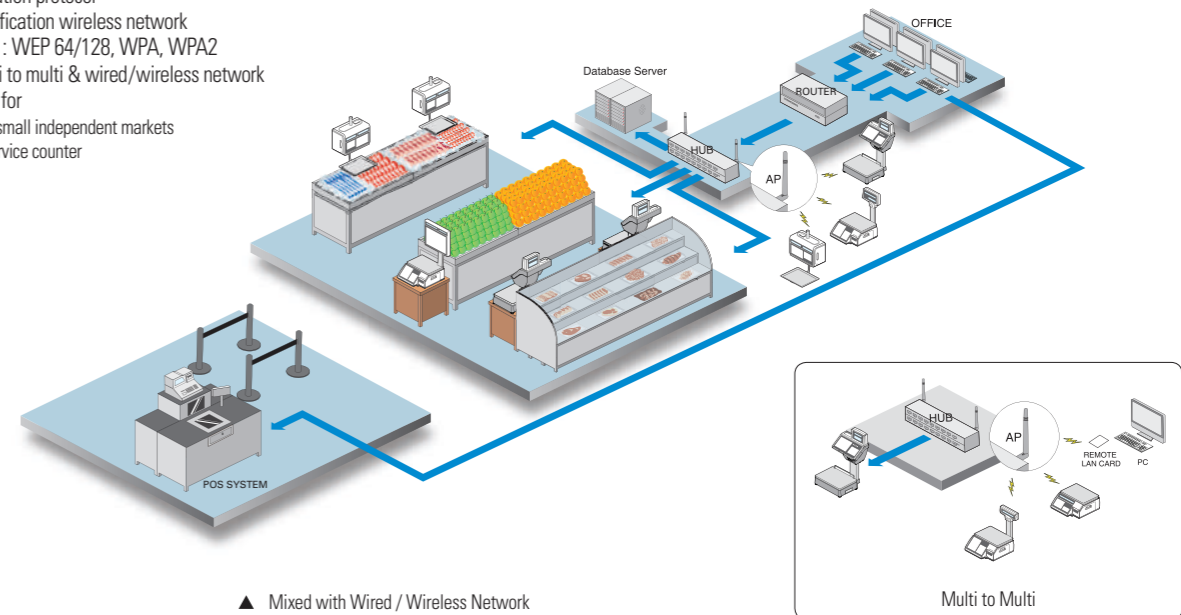 ification wireless network
: WEP 64/128, WPA, WPA2
i to multi & wired/wireless network
for
small independent markets
rvice counter
OFFICE
Database Server
ROUTER
HUB
AP
POS SYSTEM
HUB
AP
REMOTE
LAN CARD
PC
▲ Mixed with Wired / Wireless Network
Multi to Multi